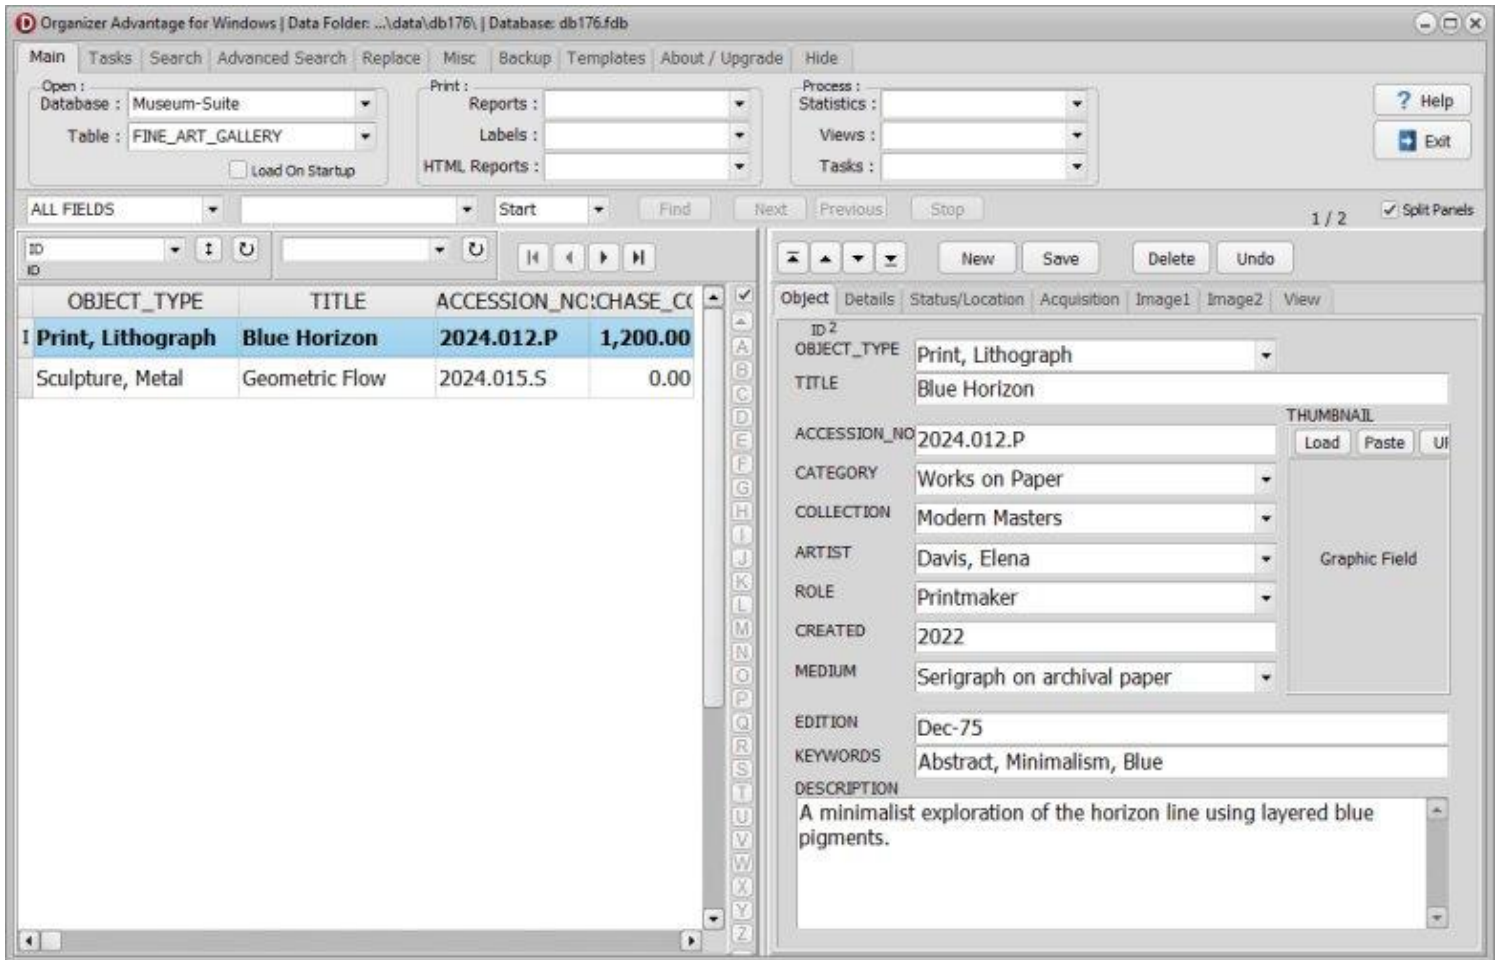 Organizer Advantage for Windows | Data Folder: ...\data\db176\ | Database: db176.fdb
Main Tasks Search Advanced Search Replace Misc Backup Templates About / Upgrade Hide
Open : Print : Process :
Database : Museum-Suite Reports : Statistics : ? Help
Table : FINE_ART_GALLERY Labels : Views : Exit
Load On Startup HTML Reports : Tasks :
ALL FIELDS Start Find Next Previous Stop 1 / 2 Split Panels
ID
ID
New Save Delete Undo
OBJECT_TYPE TITLE ACCESSION_NO CHASE_CO
Print, Lithograph Blue Horizon 2024.012.P 1,200.00
Sculpture, Metal Geometric Flow 2024.015.S 0.00
A
B
C
D
E
F
G
H
I
J
K
L
M
N
O
P
Q
R
S
T
U
V
W
X
Y
Z
Object Details Status/Location Acquisition Image1 Image2 View
ID 2
OBJECT_TYPE Print, Lithograph
TITLE Blue Horizon
THUMBNAIL
ACCESSION_NO 2024.012.P Load Paste
CATEGORY Works on Paper
COLLECTION Modern Masters
ARTIST Davis, Elena Graphic Field
ROLE Printmaker
CREATED 2022
MEDIUM Serigraph on archival paper
EDITION Dec-75
KEYWORDS Abstract, Minimalism, Blue
DESCRIPTION
A minimalist exploration of the horizon line using layered blue
pigments.